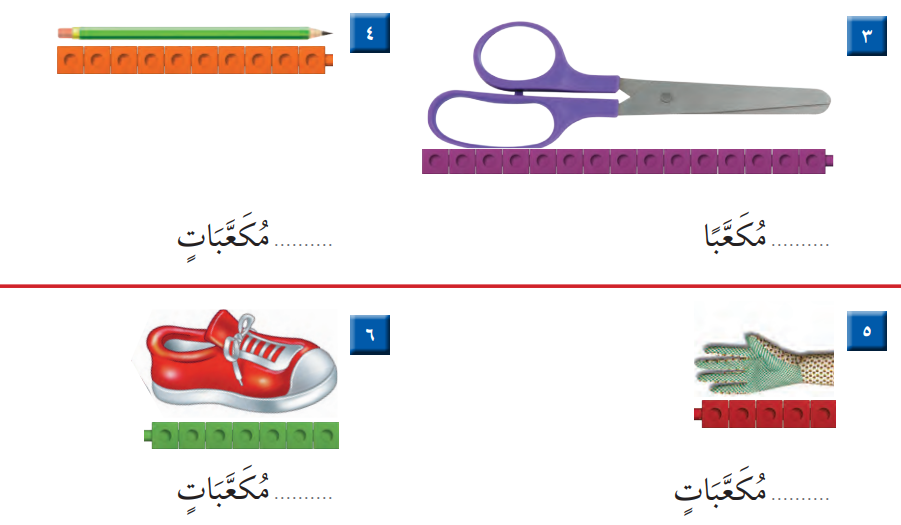 ٣
.......... مُكَعَّبًا
٤
.......... مُكَعَّبَاتٍ
٥
.......... مُكَعَّبَاتٍ
٦
.......... مُكَعَّبَاتٍ